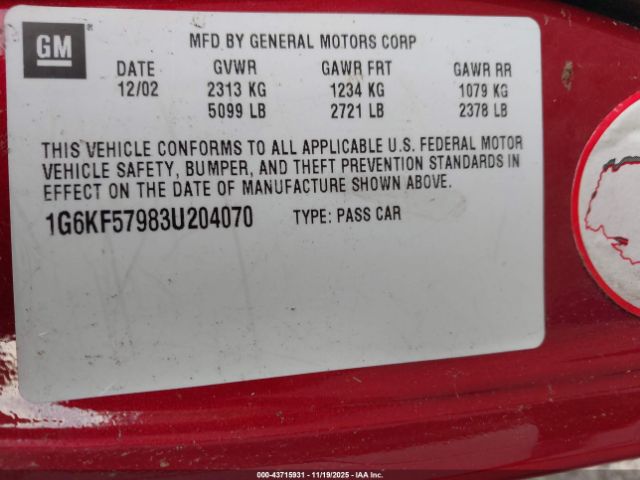 GM
MFD BY GENERAL MOTORS CORP
DATE GVWR GAWR FRT GAWR RR
12/02 2313 KG 1234 KG 1079 KG
5099 LB 2721 LB 2378 LB
THIS VEHICLE CONFORMS TO ALL APPLICABLE U.S. FEDERAL MOTOR
VEHICLE SAFETY, BUMPER, AND THEFT PREVENTION STANDARDS IN
EFFECT ON THE DATE OF MANUFACTURE SHOWN ABOVE.
1G6KF57983U204070 TYPE: PASS CAR
000-43715931 - 11/19/2025 - IAA Inc.